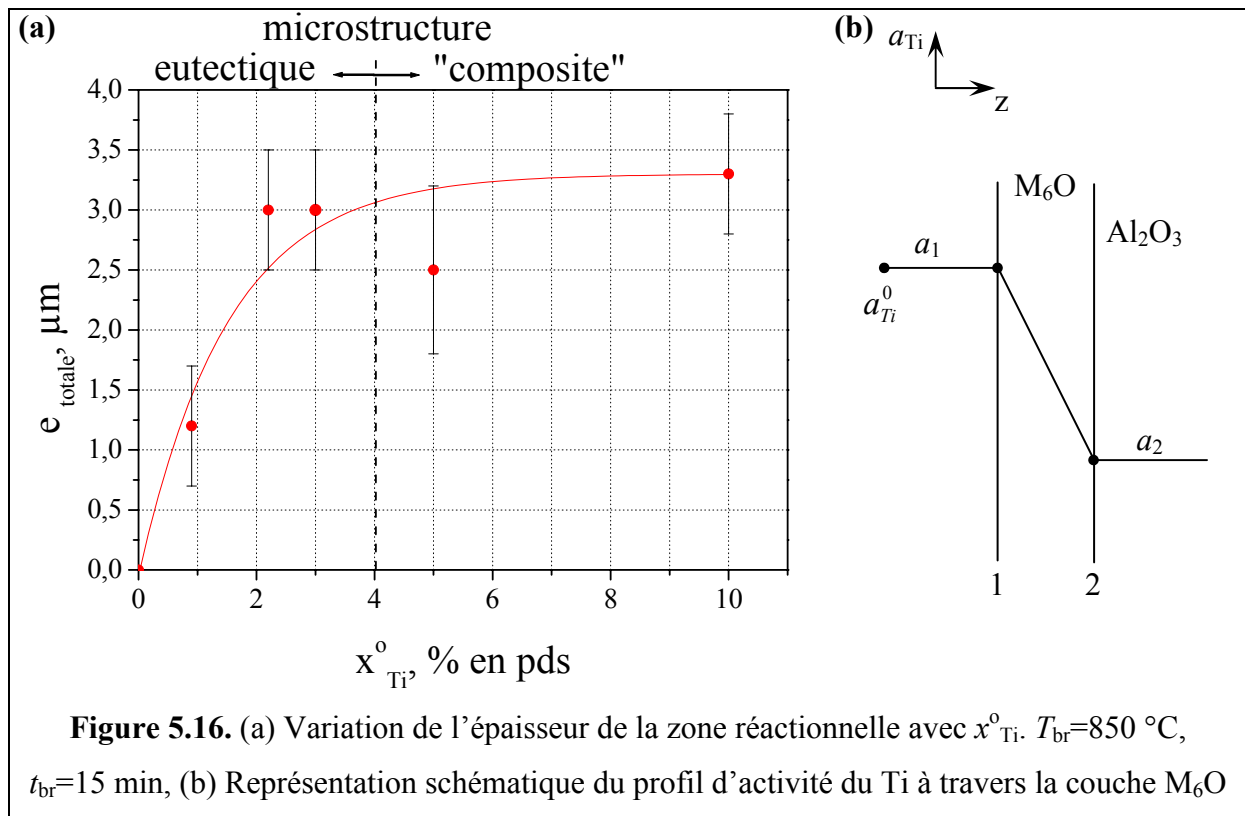 (a)
microstructure
eutectique
"composite"
4,0
3,5
3,0
2,5
2,0
1,5
1,0
0,5
0,0
e totale, µm
0 2 4 6 8 10
x°Ti, % en pds
(b)
aTi
z
M6O
Al2O3
a1
a0Ti
a2
1 2
Figure 5.16. (a) Variation de l’épaisseur de la zone réactionnelle avec x°Ti. Tbr=850 °C,
tbr=15 min, (b) Représentation schématique du profil d’activité du Ti à travers la couche M6O